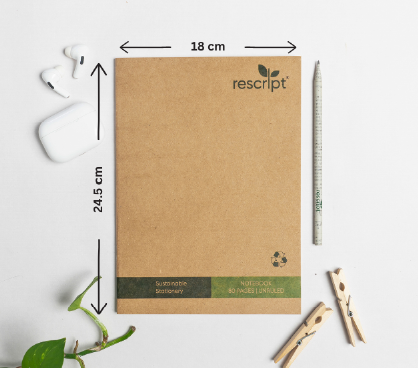 18 cm
rescript
24.5 cm
Sustainable
Stationery
NOTEBOOK
80 PAGES | UNRULED